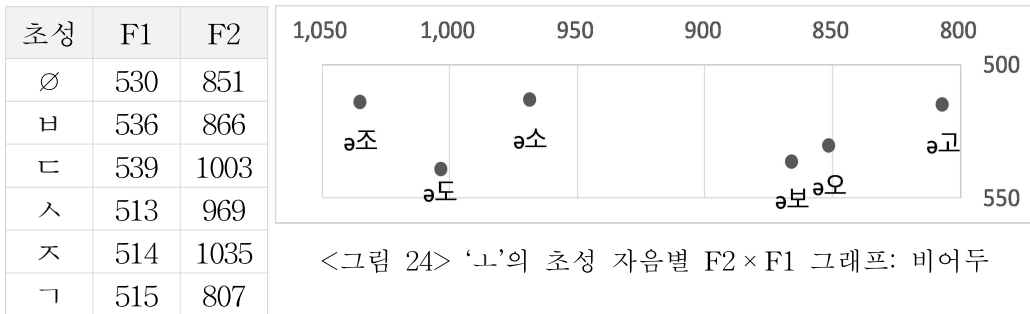 초성 F1 F2
∅ 530 851
ㅂ 536 866
ㄷ 539 1003
ㅅ 513 969
ㅈ 514 1035
ㄱ 515 807
1,050 1,000 950 900 850 800
500
ə조 ə소 ə고
ə도 ə보 ə오
550
<그림 24> ‘ㅗ’의 초성 자음별 F2×F1 그래프: 비어두